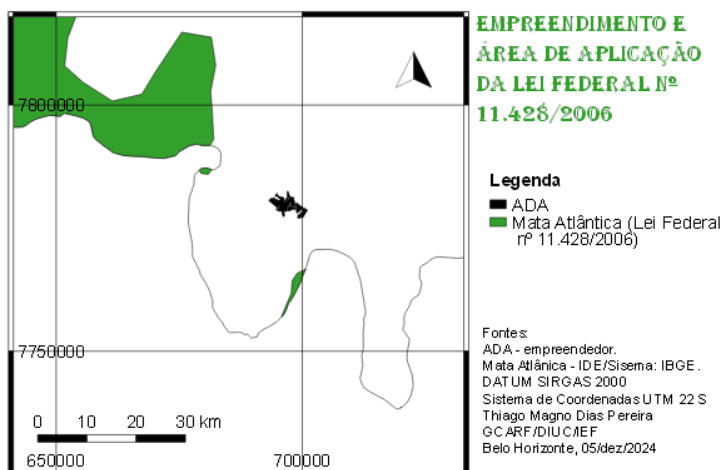 EMPREENDIMENTO E
ÁREA DE APLICAÇÃO
DA LEI FEDERAL Nº
11.428/2006
7800000
7750000
650000
700000
0 10 20 30 km
Legenda
ADA
Mata Atlântica (Lei Federal
nº 11.428/2006)
Fontes:
ADA - empreendedor.
Mata Atlânica - IDE/Sisema: IBGE.
DATUM SIRGAS 2000
Sistema de Coordenadas UTM 22 S
Thiago Magno Dias Pereira
GCARF/DIUC/IEF
Belo Horizonte, 05/dez/2024